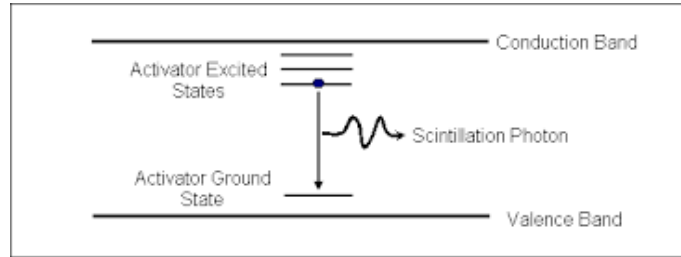 Conduction Band
Activator Excited
States
Scintillation Photon
Activator Ground
State
Valence Band